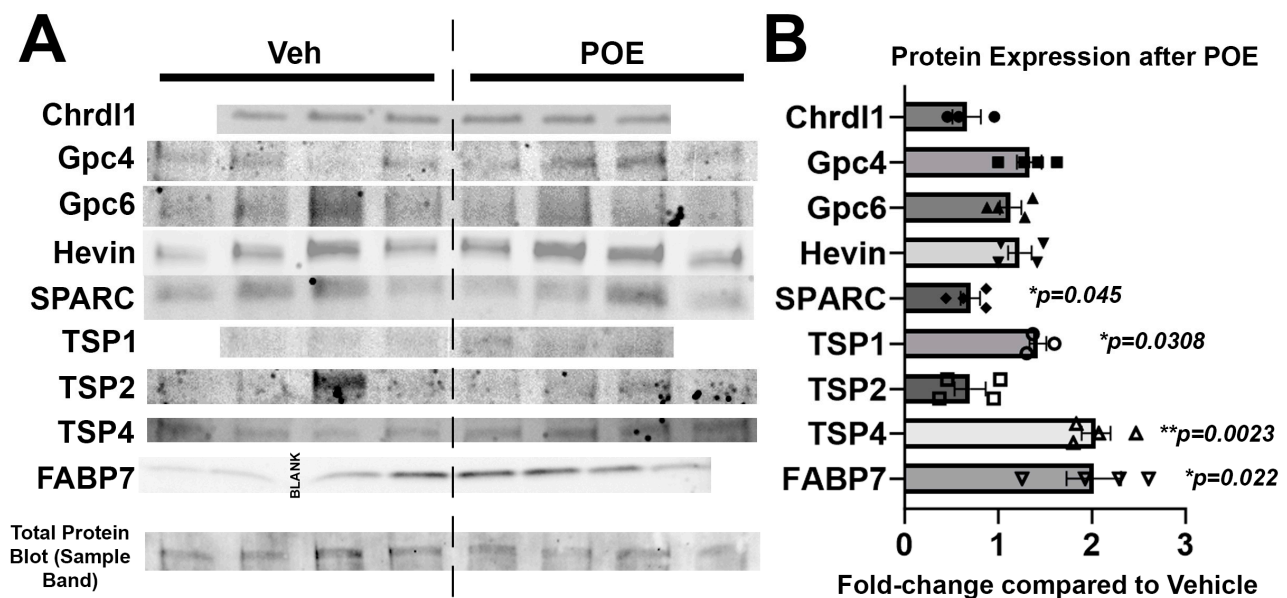 A
Veh
POE
Chrdl1
Gpc4
Gpc6
Hevin
SPARC
TSP1
TSP2
TSP4
FABP7
BLANK
Total Protein
Blot (Sample
Band)
B
Protein Expression after POE
Chrdl1
Gpc4
Gpc6
Hevin
SPARC
*p=0.045
TSP1
*p=0.0308
TSP2
TSP4
**p=0.0023
FABP7
*p=0.022
0
1
2
3
Fold-change compared to Vehicle